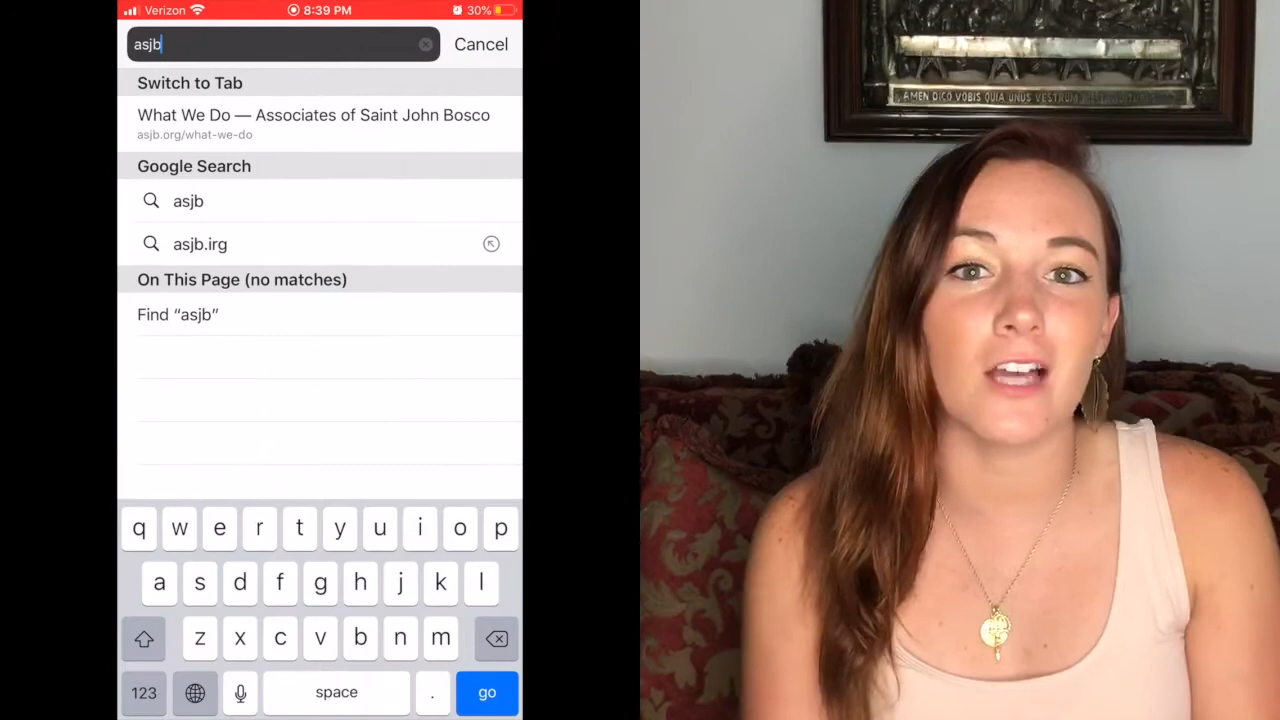 Verizon 8:39 PM 30%
asjb Cancel
Switch to Tab
What We Do — Associates of Saint John Bosco
asjb.org/what-we-do
Google Search
asjb
asjb.irg
On This Page (no matches)
Find “asjb”
q w e r t y u i o p
a s d f g h j k l
z x c v b n m
123 space . go
AMEN DICO VOBIS QUIA UNUS VESTRUM